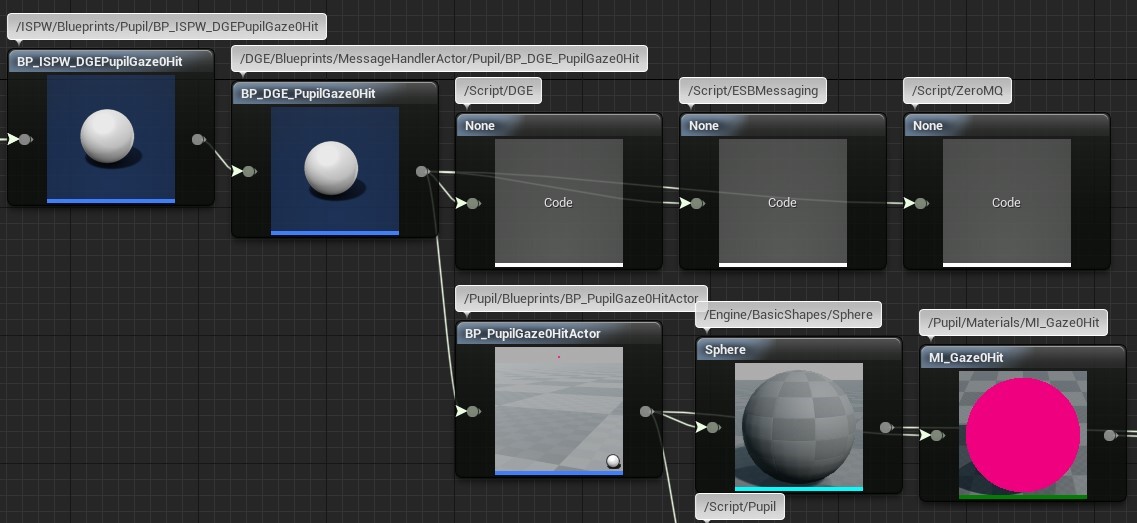 /ISPW/Blueprints/Pupil/BP_ISPW_DGEPupilGaze0Hit
BP_ISPW_DGEPupilGaze0Hit
/DGE/Blueprints/MessageHandlerActor/Pupil/BP_DGE_PupilGaze0Hit
BP_DGE_PupilGaze0Hit
/Script/DGE
None
Code
/Script/ESBMessaging
None
Code
/Script/ZeroMQ
None
Code
/Pupil/Blueprints/BP_PupilGaze0HitActor
BP_PupilGaze0HitActor
/Engine/BasicShapes/Sphere
Sphere
/Pupil/Materials/MI_Gaze0Hit
MI_Gaze0Hit
/Script/Pupil